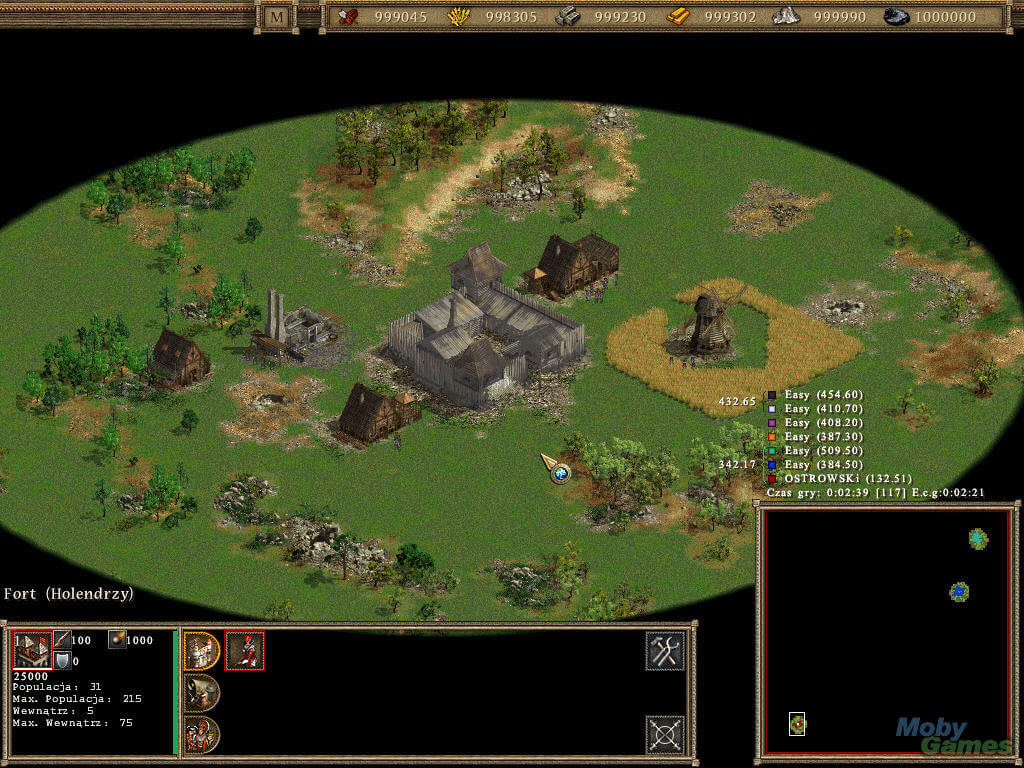 M 999045 998305 999230 999302 999990 1000000
432.65
Easy (454.60)
Easy (410.70)
Easy (408.20)
Easy (387.30)
Easy (509.50)
342.17 Easy (384.50)
OSTROWSKi (132.51)
Czas gry: 0:02:39 [117] E.c.g:0:02:21
Fort (Holendrzy)
1 100 1000
0
25000
Populacja: 31
Max. Populacja: 215
Wewnątrz: 5
Max. Wewnątrz: 75
Moby
Games